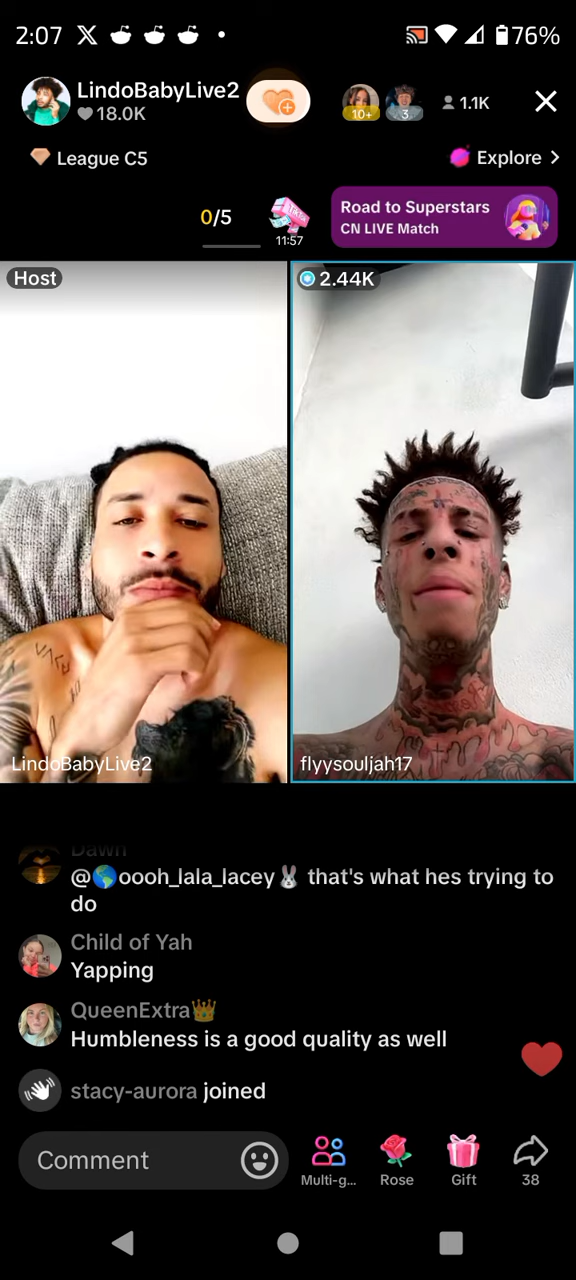 2:07
76%
LindoBabyLive2
18.0K
10+
3
1.1K
League C5
Explore
0/5
11:57
Road to Superstars
CN LIVE Match
Host
2.44K
LindoBabyLive2
flyysouljah17
Dawn
@🌎oooh_lala_lacey🐰 that's what hes trying to
do
Child of Yah
Yapping
QueenExtra👑
Humbleness is a good quality as well
stacy-aurora joined
Comment
Multi-g...
Rose
Gift
38